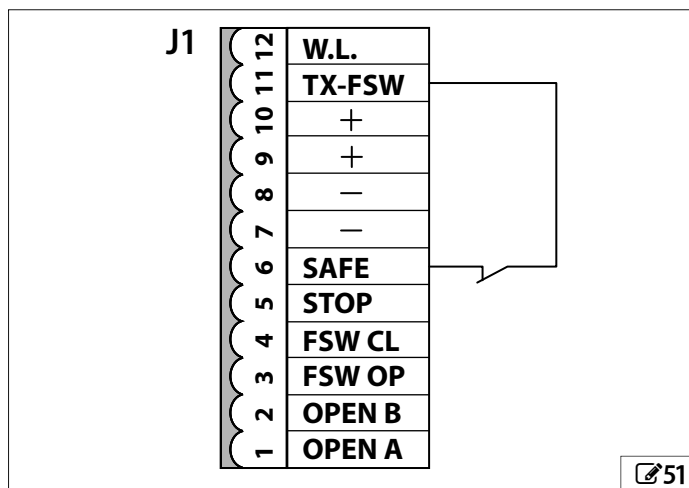 J1
12 W.L.
11 TX-FSW
10 +
9 +
8 −
7 −
6 SAFE
5 STOP
4 FSW CL
3 FSW OP
2 OPEN B
1 OPEN A
51